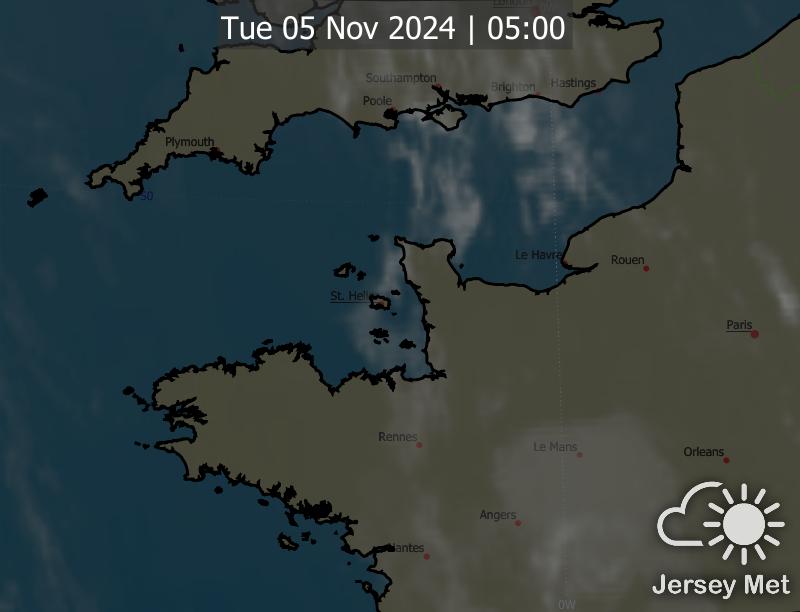 London
Tue 05 Nov 2024 | 05:00
Southampton
Brighton
Hastings
Poole
Plymouth
50
Le Havre
Rouen
St. Helier
Paris
Rennes
Le Mans
Orleans
Angers
Nantes
Jersey Met
0W